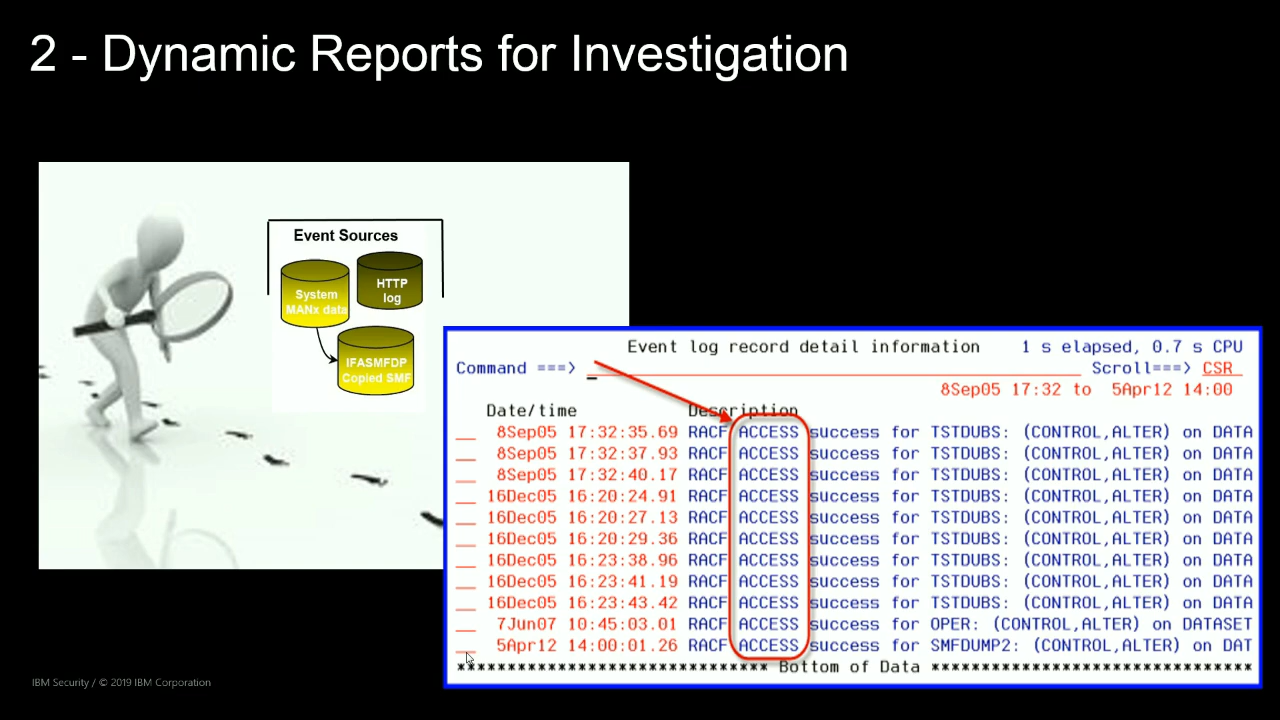 2 - Dynamic Reports for Investigation
Event Sources
System
MANx data
HTTP
log
IFASMFDP
Copied SMF
Event log record detail information 1 s elapsed, 0.7 s CPU
Command ===> _ Scroll===> CSR
8Sep05 17:32 to 5Apr12 14:00
Date/time Description
__ 8Sep05 17:32:35.69 RACF ACCESS success for TSTDUBS: (CONTROL,ALTER) on DATA
__ 8Sep05 17:32:37.93 RACF ACCESS success for TSTDUBS: (CONTROL,ALTER) on DATA
__ 8Sep05 17:32:40.17 RACF ACCESS success for TSTDUBS: (CONTROL,ALTER) on DATA
__ 16Dec05 16:20:24.91 RACF ACCESS success for TSTDUBS: (CONTROL,ALTER) on DATA
__ 16Dec05 16:20:27.13 RACF ACCESS success for TSTDUBS: (CONTROL,ALTER) on DATA
__ 16Dec05 16:20:29.36 RACF ACCESS success for TSTDUBS: (CONTROL,ALTER) on DATA
__ 16Dec05 16:23:38.96 RACF ACCESS success for TSTDUBS: (CONTROL,ALTER) on DATA
__ 16Dec05 16:23:41.19 RACF ACCESS success for TSTDUBS: (CONTROL,ALTER) on DATA
__ 16Dec05 16:23:43.42 RACF ACCESS success for TSTDUBS: (CONTROL,ALTER) on DATA
__ 7Jun07 10:45:03.01 RACF ACCESS success for OPER: (CONTROL,ALTER) on DATASET
__ 5Apr12 14:00:01.26 RACF ACCESS success for SMFDUMP2: (CONTROL,ALTER) on DAT
******************************* Bottom of Data ********************************
IBM Security / © 2019 IBM Corporation